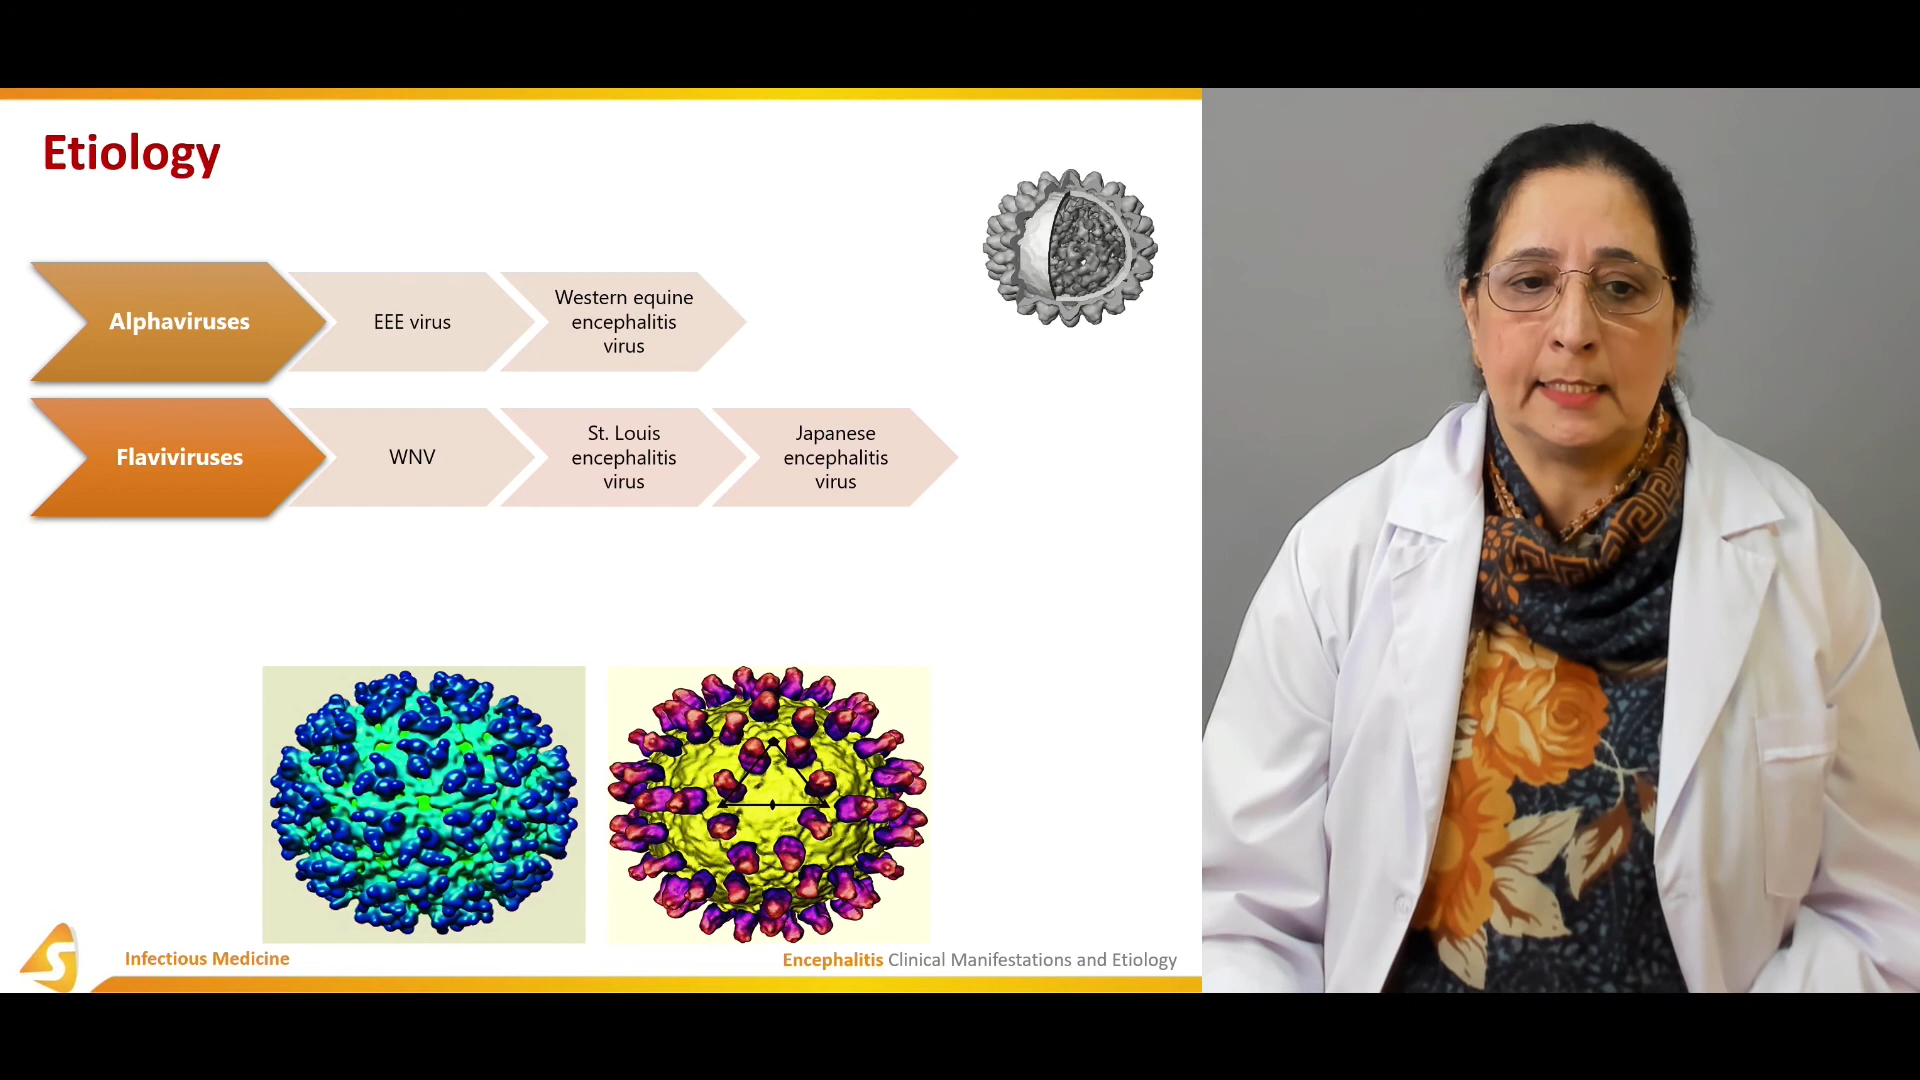 Etiology
Alphaviruses
EEE virus
Western equine
encephalitis
virus
Flaviviruses
WNV
St. Louis
encephalitis
virus
Japanese
encephalitis
virus
Infectious Medicine
Encephalitis Clinical Manifestations and Etiology